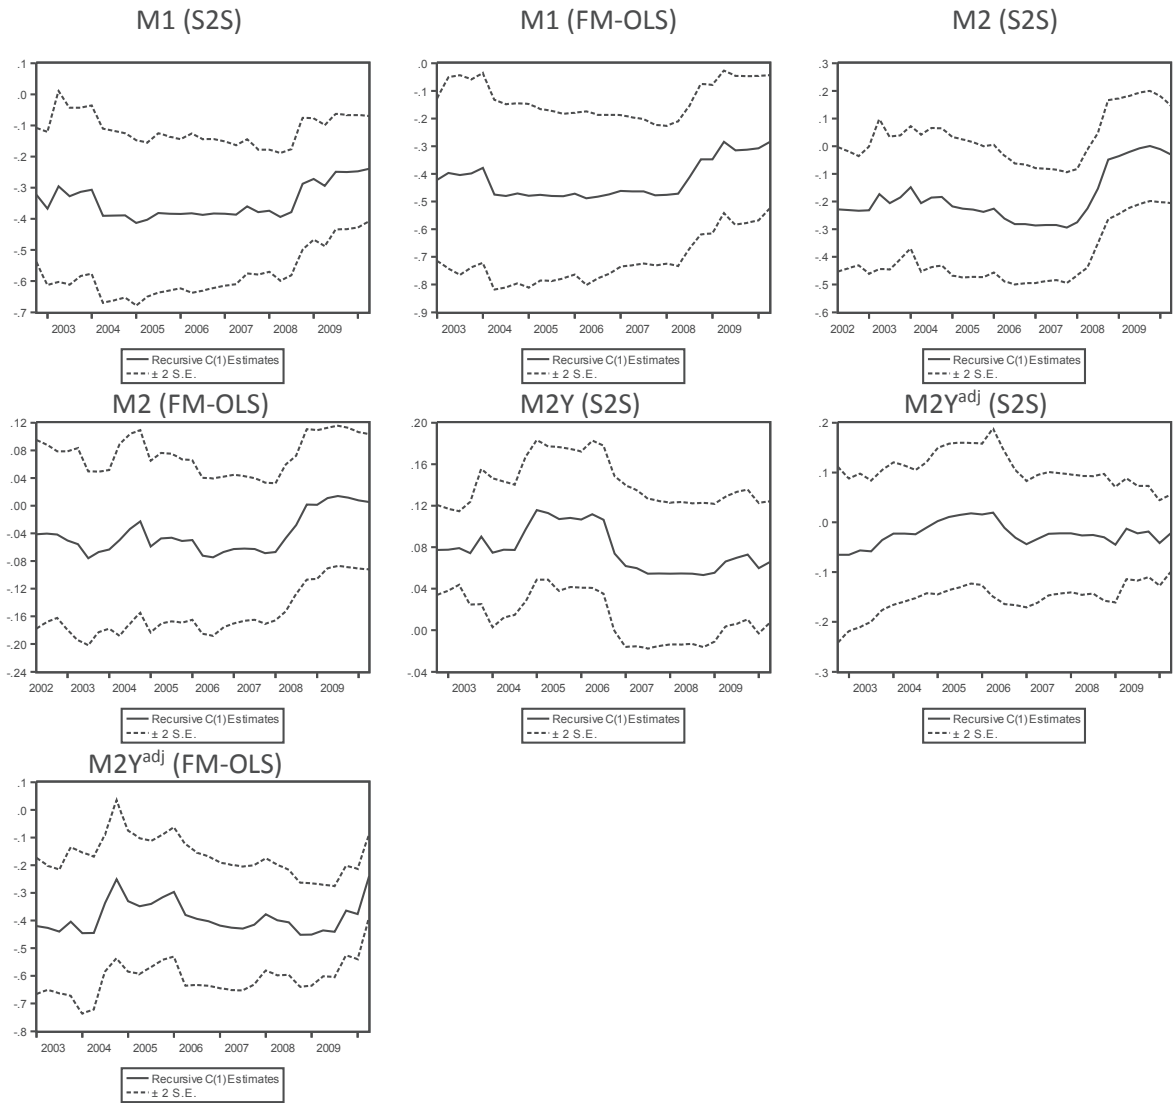 M1 (S2S)
M1 (FM-OLS)
M2 (S2S)
.1
.0
-.1
-.2
-.3
-.4
-.5
-.6
-.7
2003 2004 2005 2006 2007 2008 2009
Recursive C(1) Estimates
± 2 S.E.
.0
-.1
-.2
-.3
-.4
-.5
-.6
-.7
-.8
-.9
2003 2004 2005 2006 2007 2008 2009
Recursive C(1) Estimates
± 2 S.E.
.3
.2
.1
.0
-.1
-.2
-.3
-.4
-.5
-.6
2002 2003 2004 2005 2006 2007 2008 2009
Recursive C(1) Estimates
± 2 S.E.
M2 (FM-OLS)
M2Y (S2S)
M2Yadj (S2S)
.12
.08
.04
.00
-.04
-.08
-.12
-.16
-.20
-.24
2002 2003 2004 2005 2006 2007 2008 2009
Recursive C(1) Estimates
± 2 S.E.
.20
.16
.12
.08
.04
.00
-.04
2003 2004 2005 2006 2007 2008 2009
Recursive C(1) Estimates
± 2 S.E.
.2
.1
.0
-.1
-.2
-.3
2003 2004 2005 2006 2007 2008 2009
Recursive C(1) Estimates
± 2 S.E.
M2Yadj (FM-OLS)
.1
.0
-.1
-.2
-.3
-.4
-.5
-.6
-.7
-.8
2003 2004 2005 2006 2007 2008 2009
Recursive C(1) Estimates
± 2 S.E.